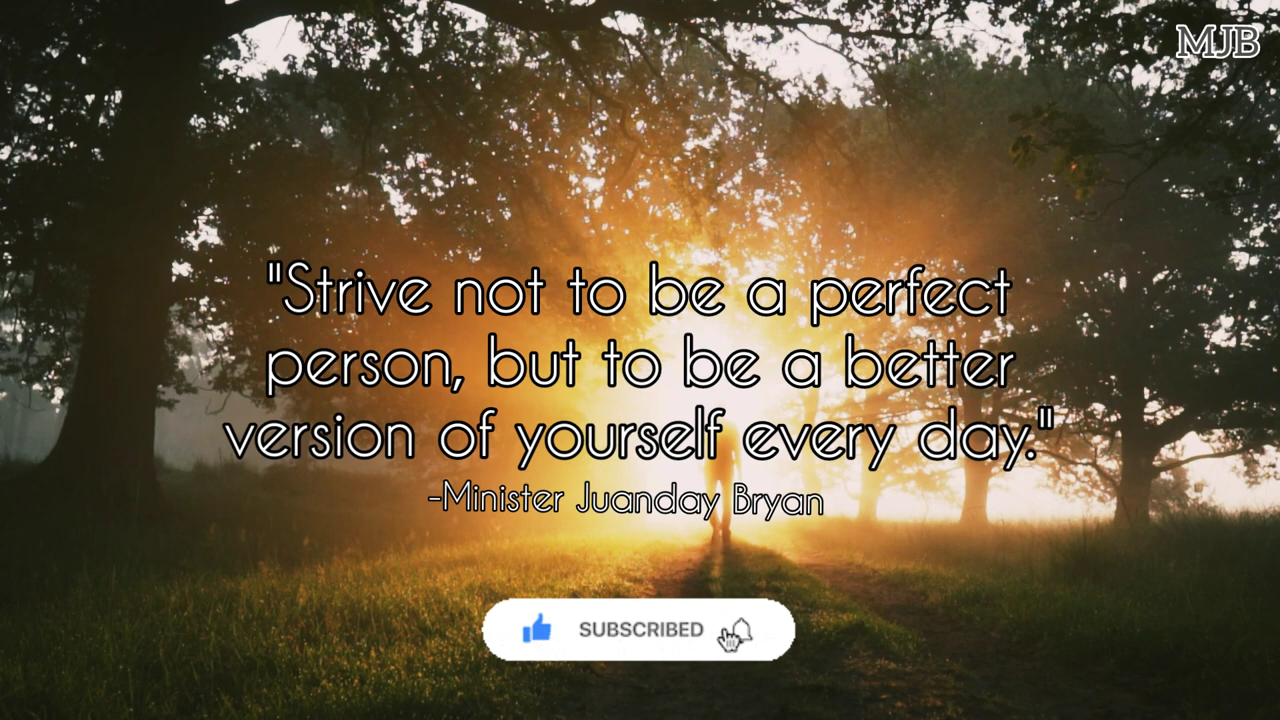 MJB
"Strive not to be a perfect
person, but to be a better
version of yourself every day."
-Minister Juanday Bryan
SUBSCRIBED